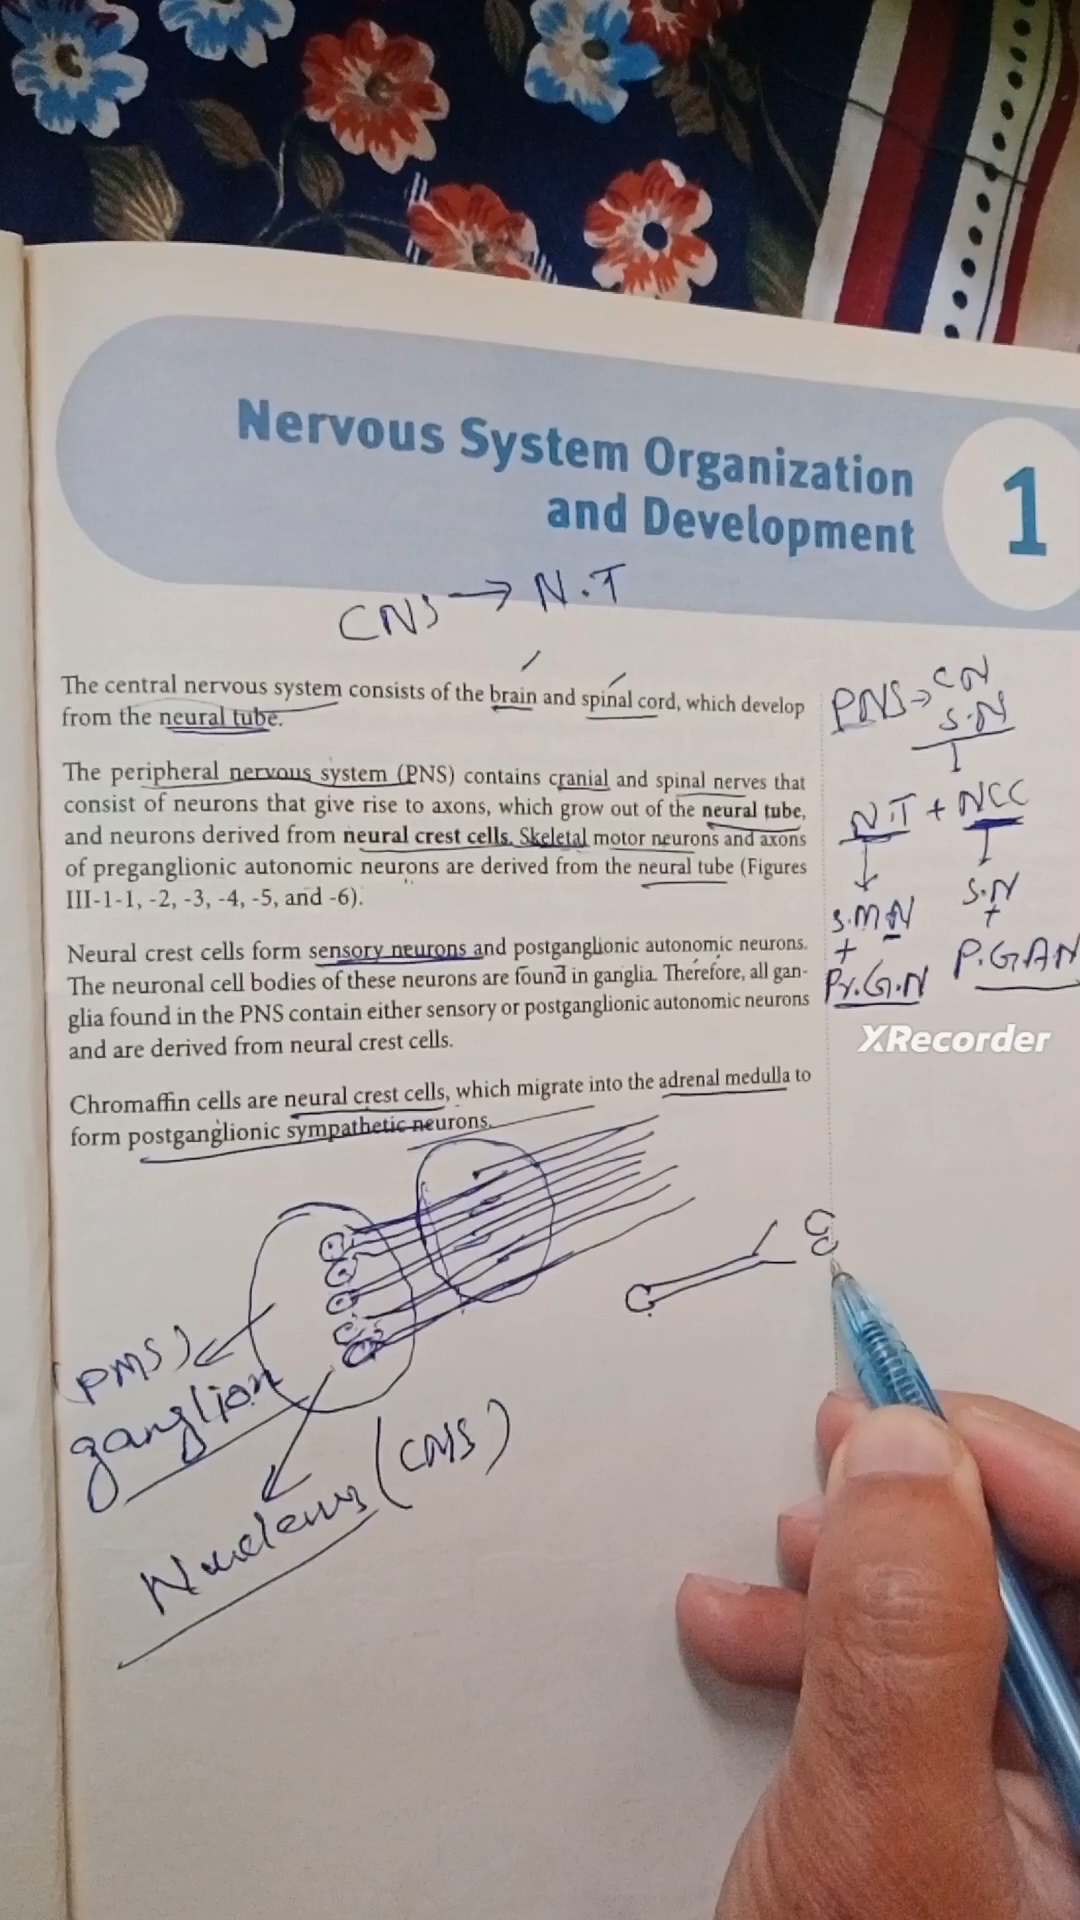 Nervous System Organization
and Development
1
CNS → N.T
The central nervous system consists of the brain and spinal cord, which develop
from the neural tube.
The peripheral nervous system (PNS) contains cranial and spinal nerves that
consist of neurons that give rise to axons, which grow out of the neural tube,
and neurons derived from neural crest cells. Skeletal motor neurons and axons
of preganglionic autonomic neurons are derived from the neural tube (Figures
III-1-1, -2, -3, -4, -5, and -6).
Neural crest cells form sensory neurons and postganglionic autonomic neurons.
The neuronal cell bodies of these neurons are found in ganglia. Therefore, all gan-
glia found in the PNS contain either sensory or postganglionic autonomic neurons
and are derived from neural crest cells.
Chromaffin cells are neural crest cells, which migrate into the adrenal medulla to
form postganglionic sympathetic neurons.
PNS → CN
S.N
N.T + NCC
S.M N
+
Pr.G.N
S.N
+
P.GAN
XRecorder
(PNS)
ganglion
Nucleus (CNS)